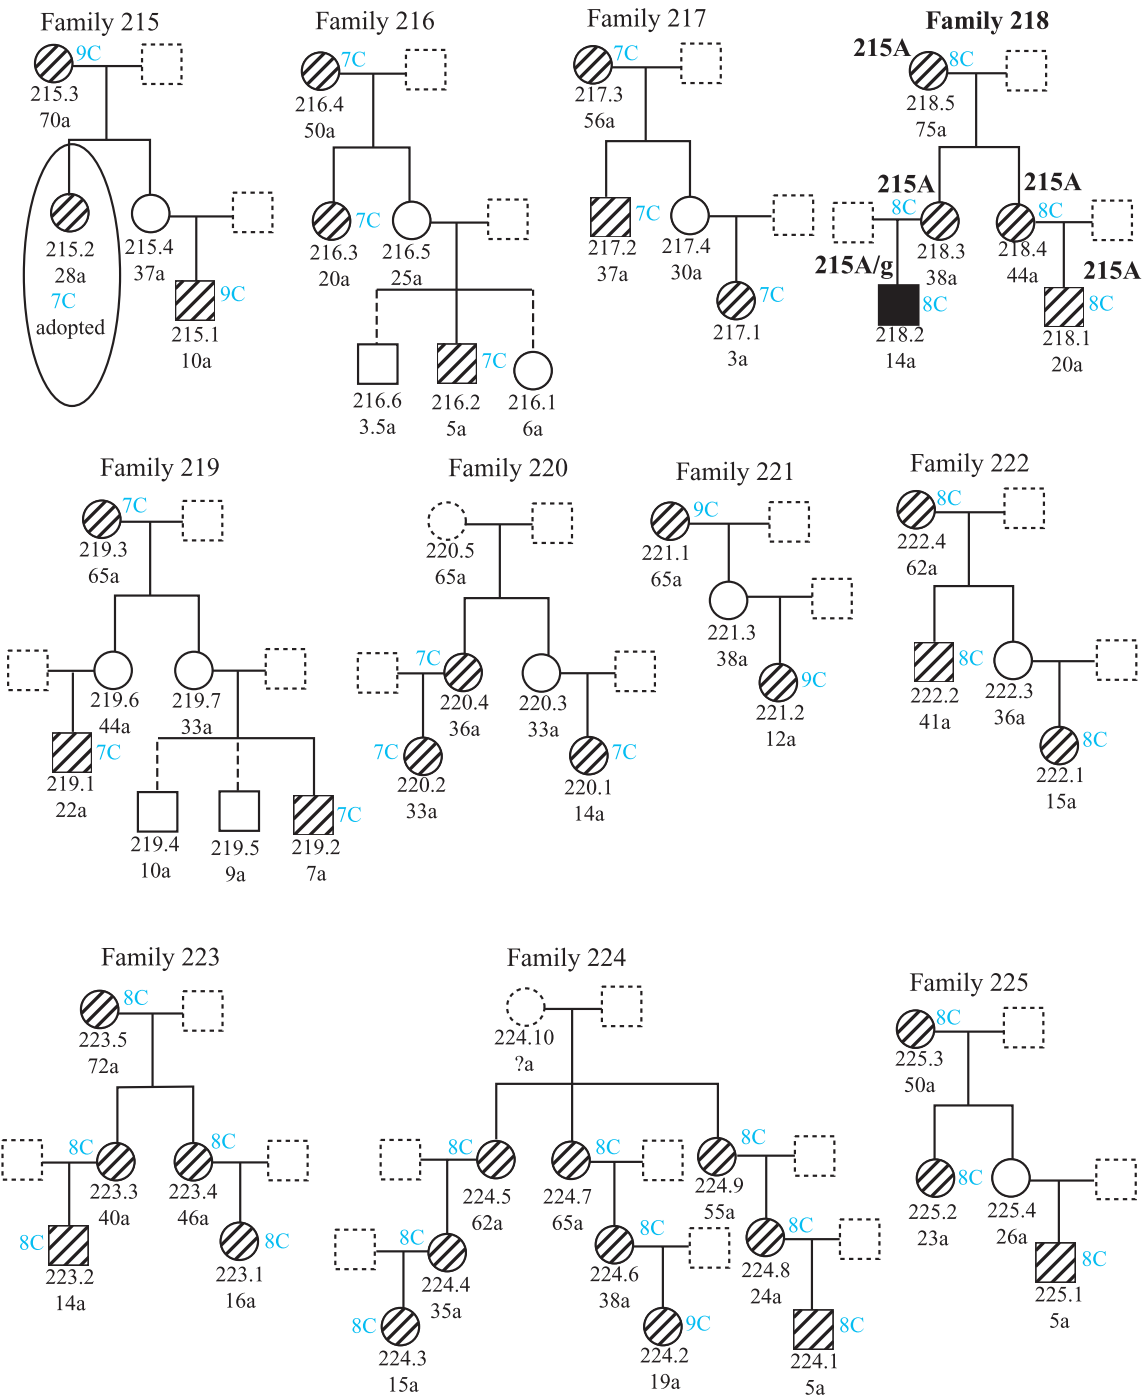 Family 215
9C
215.3
70a
215.2
28a
7C
adopted
215.4
37a
9C
215.1
10a
Family 216
7C
216.4
50a
7C
216.3
20a
216.5
25a
216.6
3.5a
7C
216.2
5a
216.1
6a
Family 217
7C
217.3
56a
7C
217.2
37a
217.4
30a
7C
217.1
3a
Family 218
215A
8C
218.5
75a
215A
8C
218.3
38a
215A
8C
218.4
44a
215A/g
8C
218.2
14a
215A
8C
218.1
20a
Family 219
7C
219.3
65a
219.6
44a
219.7
33a
7C
219.1
22a
219.4
10a
219.5
9a
7C
219.2
7a
Family 220
220.5
65a
7C
220.4
36a
220.3
33a
7C
220.2
33a
7C
220.1
14a
Family 221
9C
221.1
65a
221.3
38a
9C
221.2
12a
Family 222
8C
222.4
62a
8C
222.2
41a
222.3
36a
8C
222.1
15a
Family 223
8C
223.5
72a
8C
223.3
40a
8C
223.4
46a
8C
223.2
14a
8C
223.1
16a
Family 224
224.10
?a
8C
224.5
62a
8C
224.7
65a
8C
224.9
55a
8C
224.4
35a
8C
224.6
38a
8C
224.8
24a
8C
224.3
15a
9C
224.2
19a
8C
224.1
5a
Family 225
8C
225.3
50a
8C
225.2
23a
225.4
26a
8C
225.1
5a